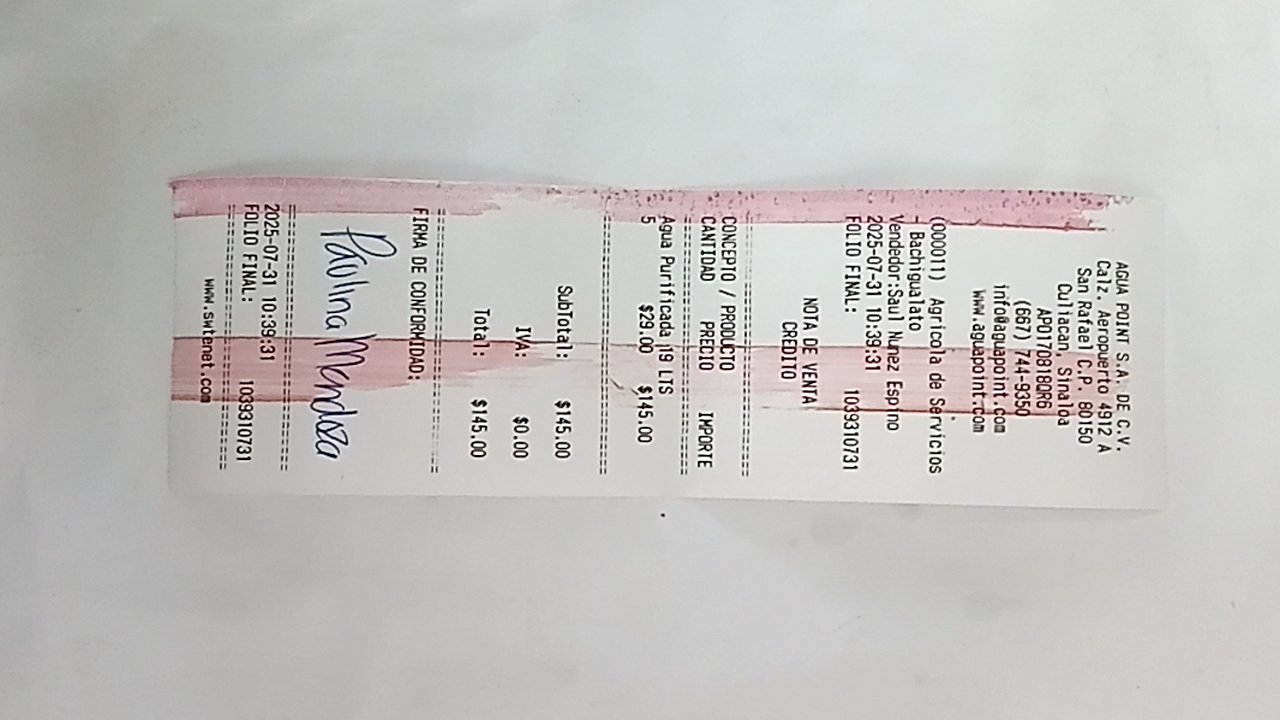 AGUA POINT S.A. DE C.V.
Calz. Aeropuerto 4912 A
San Rafael C.P. 80150
Culiacan, Sinaloa
APO170818QR6
(667) 744-9350
info@aguapoint.com
www.aguapoint.com
(000011) Agricola de Servicios
- Bachigualato
Vendedor:Saul Nunez Espino
2025-07-31 10:39:31
FOLIO FINAL: 1039310731
NOTA DE VENTA
CREDITO
==============================
CONCEPTO / PRODUCTO
CANTIDAD PRECIO IMPORTE
==============================
Agua Purificada 19 LTS
5 $29.00 $145.00
==============================
SubTotal: $145.00
IVA: $0.00
Total: $145.00
==============================
FIRMA DE CONFORMIDAD:
Paulina Mendoza
==============================
2025-07-31 10:39:31
FOLIO FINAL: 1039310731
==============================
www.swtenet.com